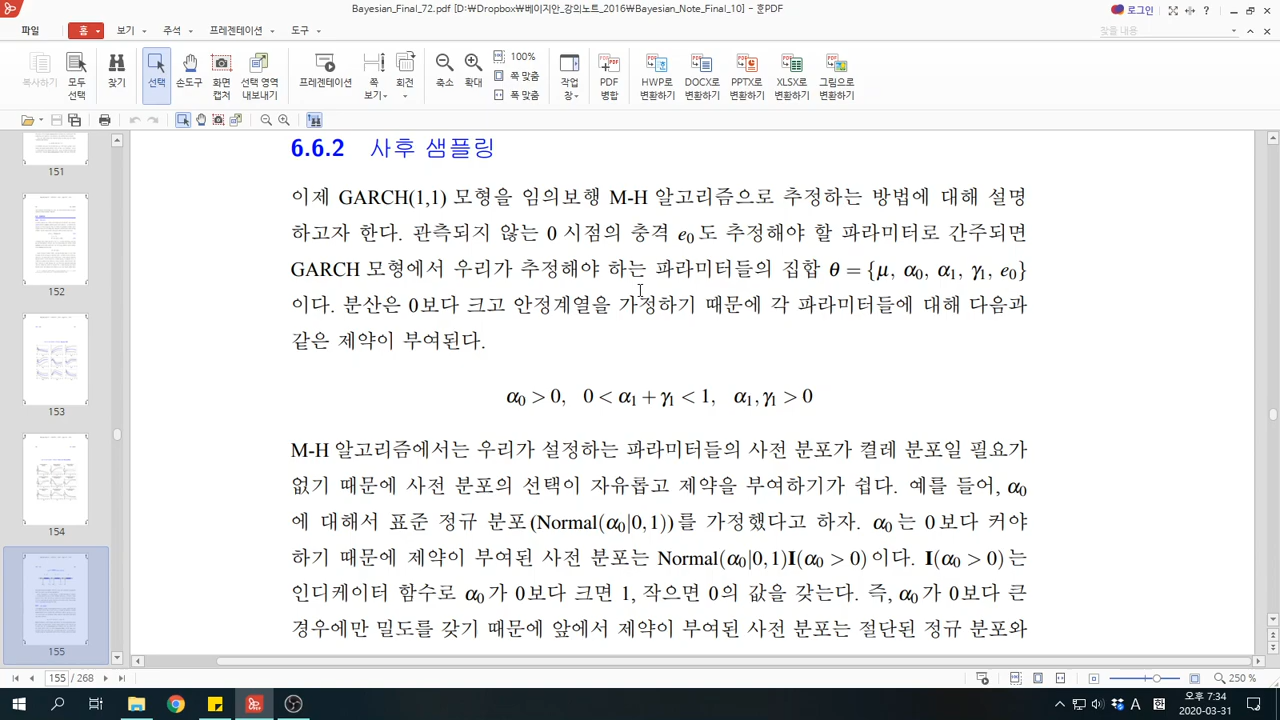 Bayesian_Final_72.pdf [D:₩Dropbox₩베이지안_강의노트_2016₩Bayesian_Note_Final_10] - 훈PDF
로그인
파일 홈 보기 주석 프레젠테이션 도구
찾을 내용
복사하기 모두 선택 찾기 선택 손도구 화면 캡처 선택 영역 내보내기 프레젠테이션 쪽 보기 회전 축소 확대 100% 쪽 맞춤 폭 맞춤 작업 창 PDF 병합 HWP로 변환하기 DOCX로 변환하기 PPTX로 변환하기 XLSX로 변환하기 그림으로 변환하기
151
152
153
154
155
6.6.2 사후 샘플링
이제 GARCH(1,1) 모형을 임의보행 M-H 알고리즘으로 추정하는 방법에 대해 설명
하고자 한다. 관측되지 않는 0 시점의 충격 e₀도 추정해야 할 파라미터로 간주되면
GARCH 모형에서 우리가 추정해야 하는 파라미터들의 집합 θ = {μ, α₀, α₁, γ₁, e₀}
이다. 분산은 0보다 크고 안정계열을 가정하기 때문에 각 파라미터들에 대해 다음과
같은 제약이 부여된다.
α₀ > 0, 0 < α₁ + γ₁ < 1, α₁, γ₁ > 0
M-H 알고리즘에서는 우리가 설정하는 파라미터들의 사전 분포가 켤레 분포일 필요가
없기 때문에 사전 분포의 선택이 자유롭고 제약을 부여하기가 쉽다. 예를 들어, α₀
에 대해서 표준 정규 분포(Normal(α₀|0,1))를 가정했다고 하자. α₀는 0보다 커야
하기 때문에 제약이 부여된 사전 분포는 Normal(α₀|0,1)I(α₀ > 0)이다. I(α₀ > 0)는
인디케이터 함수로 α₀가 0보다 크면 1, 작으면 0의 값을 갖는다. 즉, α₀가 0보다 큰
경우에만 밀도를 갖기 때문에 앞에서 제약이 부여된 사전 분포는 절단된 정규 분포와
155 / 268
250 %
A 한 오후 7:34
2020-03-31